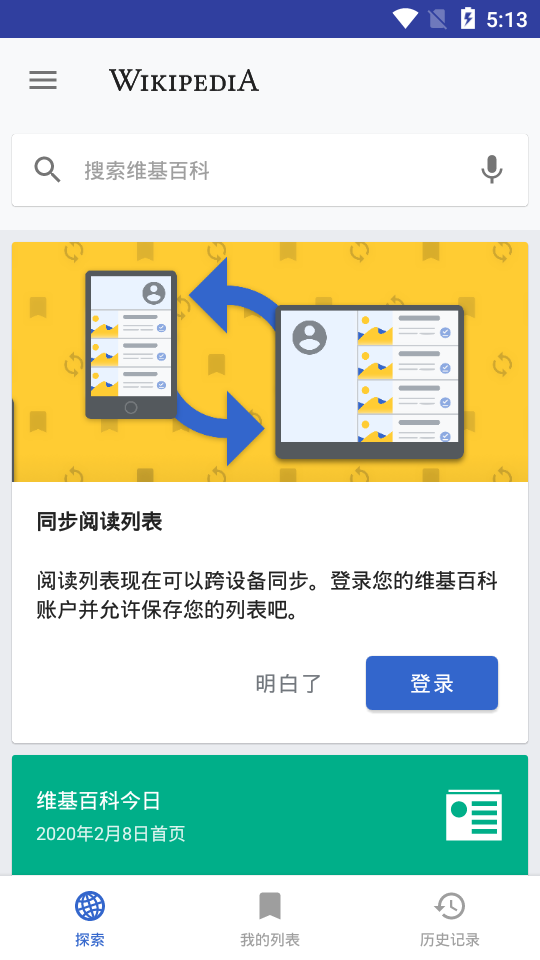 5:13
WIKIPEDIA
搜索维基百科
同步阅读列表
阅读列表现在可以跨设备同步。登录您的维基百科
账户并允许保存您的列表吧。
明白了
登录
维基百科今日
2020年2月8日首页
探索
我的列表
历史记录